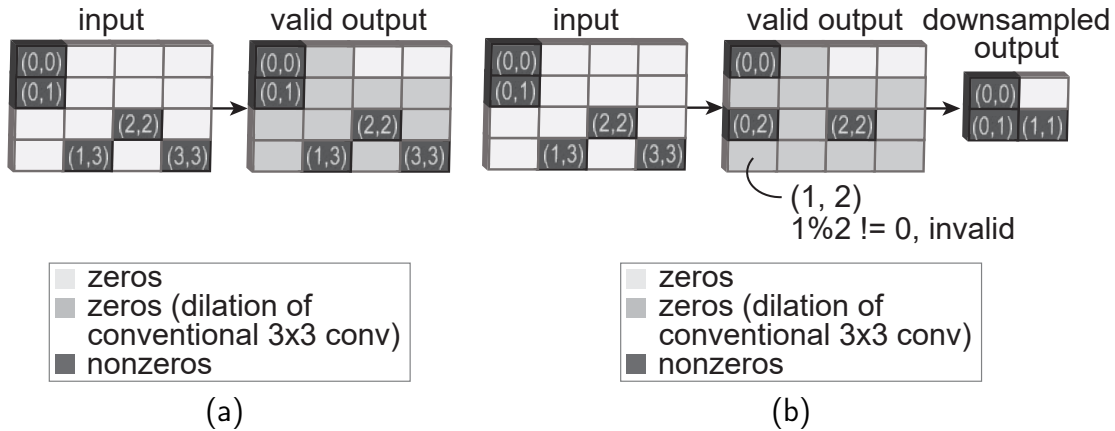 input
valid output
(0,0)
(0,0)
(0,1)
(0,1)
(2,2)
(2,2)
(1,3)
(3,3)
(1,3)
(3,3)
zeros
zeros (dilation of
conventional 3x3 conv)
nonzeros
(a)
input
valid output
downsampled
output
(0,0)
(0,0)
(0,1)
(0,0)
(2,2)
(0,2)
(2,2)
(0,1)
(1,1)
(1,3)
(3,3)
(1, 2)
1%2 != 0, invalid
zeros
zeros (dilation of
conventional 3x3 conv)
nonzeros
(b)